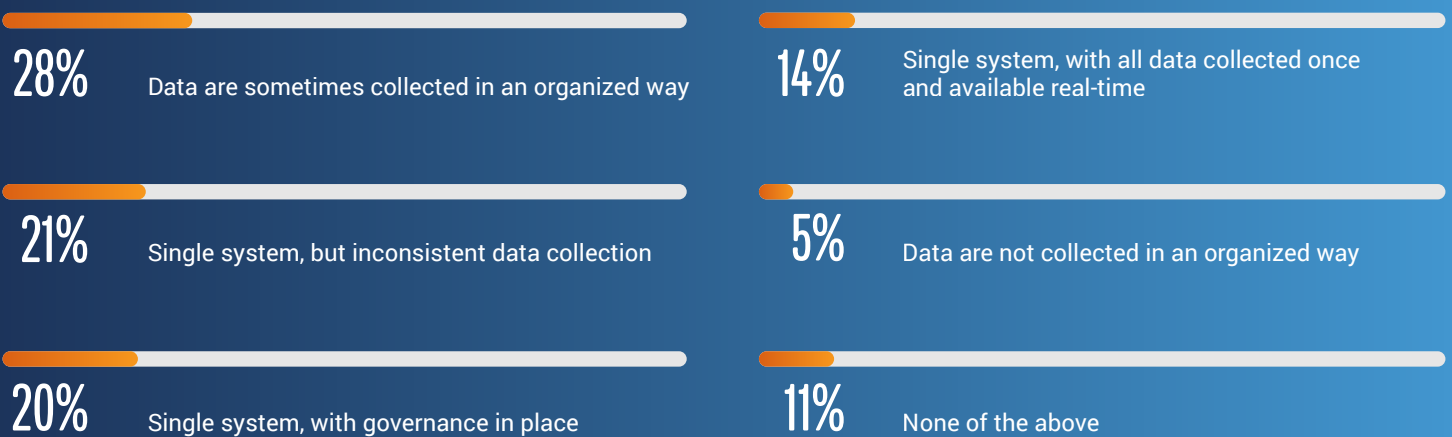 28%
Data are sometimes collected in an organized way
21%
Single system, but inconsistent data collection
20%
Single system, with governance in place
14%
Single system, with all data collected once
and available real-time
5%
Data are not collected in an organized way
11%
None of the above